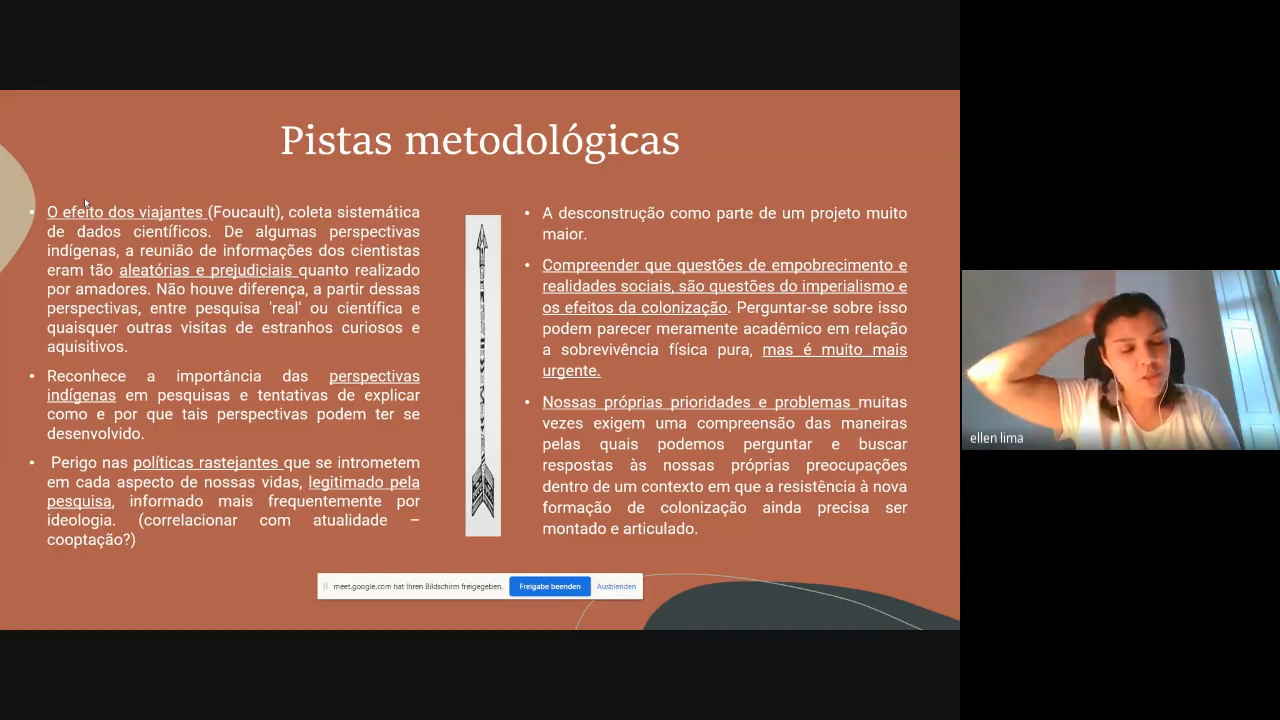 Pistas metodológicas
• O efeito dos viajantes (Foucault), coleta sistemática
de dados científicos. De algumas perspectivas
indígenas, a reunião de informações dos cientistas
eram tão aleatórias e prejudiciais quanto realizado
por amadores. Não houve diferença, a partir dessas
perspectivas, entre pesquisa 'real' ou científica e
quaisquer outras visitas de estranhos curiosos e
aquisitivos.
• Reconhece a importância das perspectivas
indígenas em pesquisas e tentativas de explicar
como e por que tais perspectivas podem ter se
desenvolvido.
• Perigo nas políticas rastejantes que se intrometem
em cada aspecto de nossas vidas, legitimado pela
pesquisa, informado mais frequentemente por
ideologia. (correlacionar com atualidade –
cooptação?)
• A desconstrução como parte de um projeto muito
maior.
• Compreender que questões de empobrecimento e
realidades sociais, são questões do imperialismo e
os efeitos da colonização. Perguntar-se sobre isso
podem parecer meramente acadêmico em relação
a sobrevivência física pura, mas é muito mais
urgente.
• Nossas próprias prioridades e problemas muitas
vezes exigem uma compreensão das maneiras
pelas quais podemos perguntar e buscar
respostas às nossas próprias preocupações
dentro de um contexto em que a resistência à nova
formação de colonização ainda precisa ser
montado e articulado.
meet.google.com hat Ihren Bildschirm freigegeben. Freigabe beenden Ausblenden
ellen lima